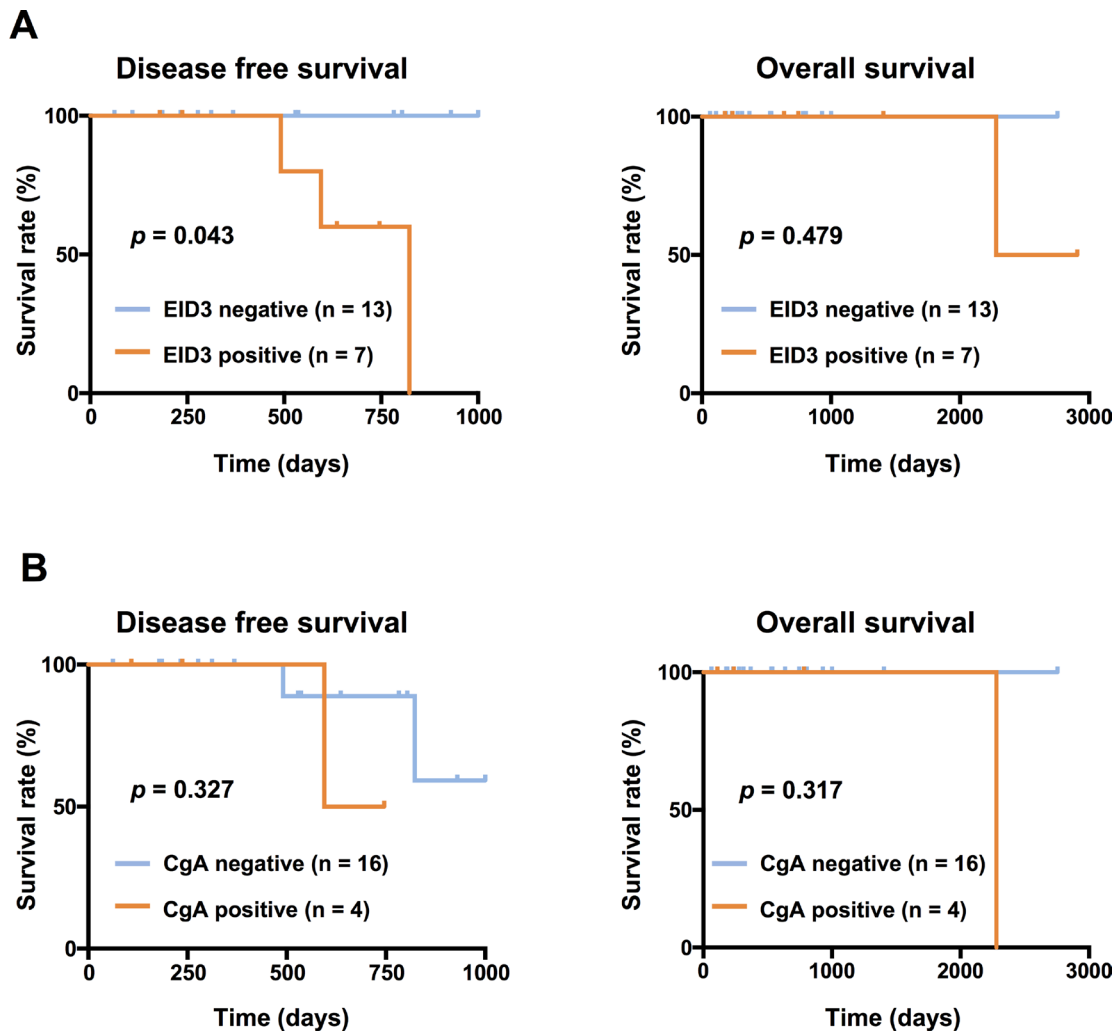 A
Disease free survival
Survival rate (%)
100
50
0
p = 0.043
EID3 negative (n = 13)
EID3 positive (n = 7)
0 250 500 750 1000
Time (days)
Overall survival
Survival rate (%)
100
50
0
p = 0.479
EID3 negative (n = 13)
EID3 positive (n = 7)
0 1000 2000 3000
Time (days)
B
Disease free survival
Survival rate (%)
100
50
0
p = 0.327
CgA negative (n = 16)
CgA positive (n = 4)
0 250 500 750 1000
Time (days)
Overall survival
Survival rate (%)
100
50
0
p = 0.317
CgA negative (n = 16)
CgA positive (n = 4)
0 1000 2000 3000
Time (days)